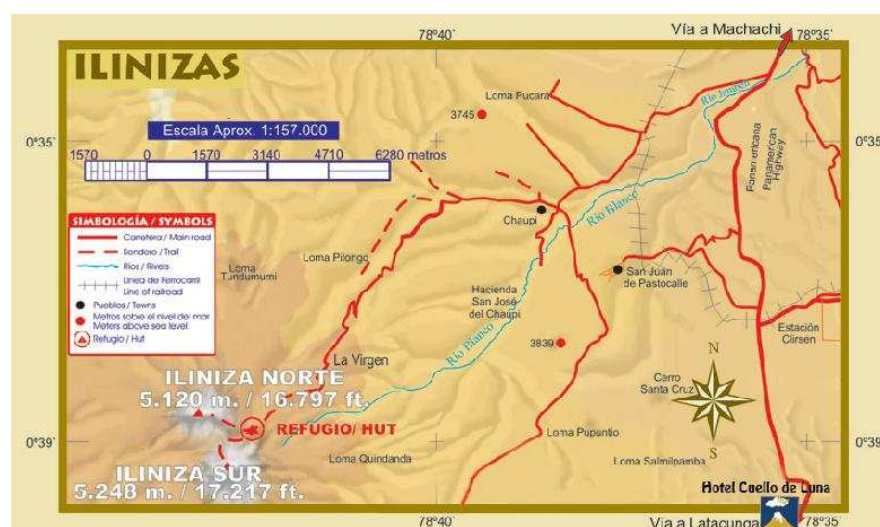 Vía a Machachi
78°40´
78°35´
ILINIZAS
Loma Fucara
3745
Río Jambelí
Escala Aprox. 1:157.000
0°35´
0°35
1570 0 1570 3140 4710 6280 metros
Panamericana
Panamerican
Highway
SIMBOLOGÍA / SYMBOLS
Carretera / Main road
Sendero / Trail
Ríos / Rivers
Línea de Ferrocarril
Line of railroad
Pueblos / Towns
Metros sobre el nivel del mar
Meters above sea level
Refugio / Hut
Chaupi
Río Blanco
Loma Pilongo
Loma
Tundumumi
San Juán
de Pastocalle
Hacienda
San José
del Chaupi
Río Blanco
Estación
Clirsen
3839
La Virgen
N
ILINIZA NORTE
5.120 m. / 16.797 ft.
Cerro
Santa Cruz
REFUGIO/ HUT
0°39´
0°39
Loma Pupuntio
S
Loma Quindanda
Loma Salmilpamba
ILINIZA SUR
5.248 m. / 17.217 ft.
Hotel Cuello de Luna
78°40´
Vía a Latacunga
78°35´